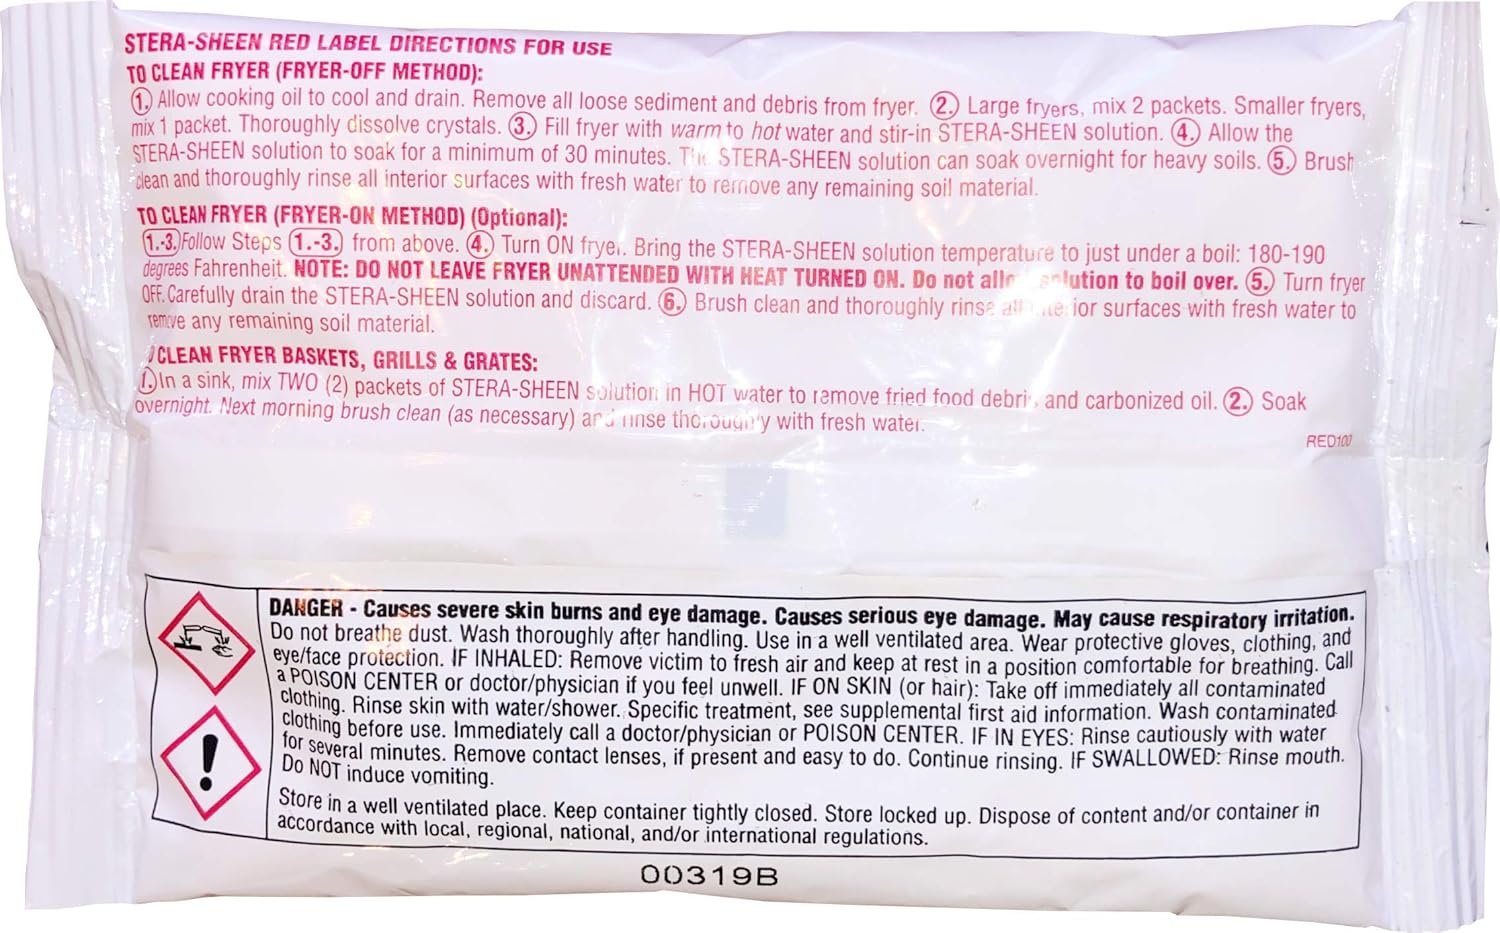 STERA-SHEEN RED LABEL DIRECTIONS FOR USE
TO CLEAN FRYER (FRYER-OFF METHOD):
1. Allow cooking oil to cool and drain. Remove all loose sediment and debris from fryer. 2. Large fryers, mix 2 packets. Smaller fryers,
mix 1 packet. Thoroughly dissolve crystals. 3. Fill fryer with warm to hot water and stir-in STERA-SHEEN solution. 4. Allow the
STERA-SHEEN solution to soak for a minimum of 30 minutes. The STERA-SHEEN solution can soak overnight for heavy soils. 5. Brush
clean and thoroughly rinse all interior surfaces with fresh water to remove any remaining soil material.
TO CLEAN FRYER (FRYER-ON METHOD) (Optional):
1.-3. Follow Steps 1.-3. from above. 4. Turn ON fryer. Bring the STERA-SHEEN solution temperature to just under a boil: 180-190
degrees Fahrenheit. NOTE: DO NOT LEAVE FRYER UNATTENDED WITH HEAT TURNED ON. Do not allow solution to boil over. 5. Turn fryer
OFF. Carefully drain the STERA-SHEEN solution and discard. 6. Brush clean and thoroughly rinse all interior surfaces with fresh water to
remove any remaining soil material.
TO CLEAN FRYER BASKETS, GRILLS & GRATES:
1. In a sink, mix TWO (2) packets of STERA-SHEEN solution in HOT water to remove fried food debris and carbonized oil. 2. Soak
overnight. Next morning brush clean (as necessary) and rinse thoroughly with fresh water.
RED100
DANGER - Causes severe skin burns and eye damage. Causes serious eye damage. May cause respiratory irritation.
Do not breathe dust. Wash thoroughly after handling. Use in a well ventilated area. Wear protective gloves, clothing, and
eye/face protection. IF INHALED: Remove victim to fresh air and keep at rest in a position comfortable for breathing. Call
a POISON CENTER or doctor/physician if you feel unwell. IF ON SKIN (or hair): Take off immediately all contaminated
clothing. Rinse skin with water/shower. Specific treatment, see supplemental first aid information. Wash contaminated
clothing before use. Immediately call a doctor/physician or POISON CENTER. IF IN EYES: Rinse cautiously with water
for several minutes. Remove contact lenses, if present and easy to do. Continue rinsing. IF SWALLOWED: Rinse mouth.
Do NOT induce vomiting.
Store in a well ventilated place. Keep container tightly closed. Store locked up. Dispose of content and/or container in
accordance with local, regional, national, and/or international regulations.
00319B